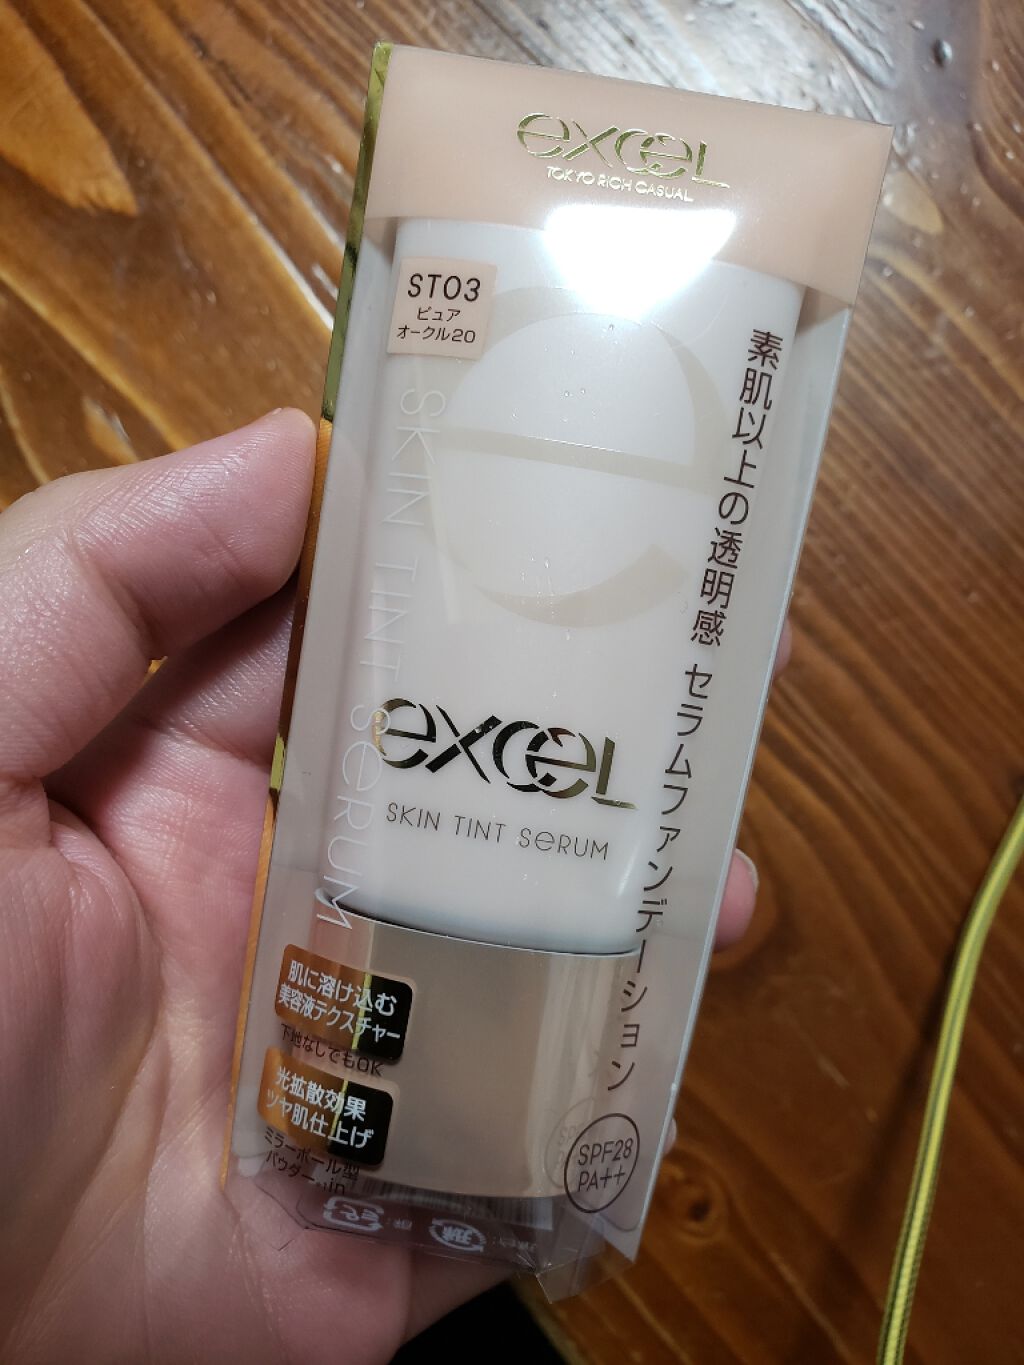 excel
TOKYO RICH CASUAL
ST03
ピュア
オークル20
素肌以上の透明感 セラムファンデーション
SKIN TINT SeRUM
excel
SKIN TINT SeRUM
肌に溶け込む
美容液テクスチャー
下地なしでもOK
光拡散効果
ツヤ肌仕上げ
ミラーボール型
パウダー in
SPF28
PA++